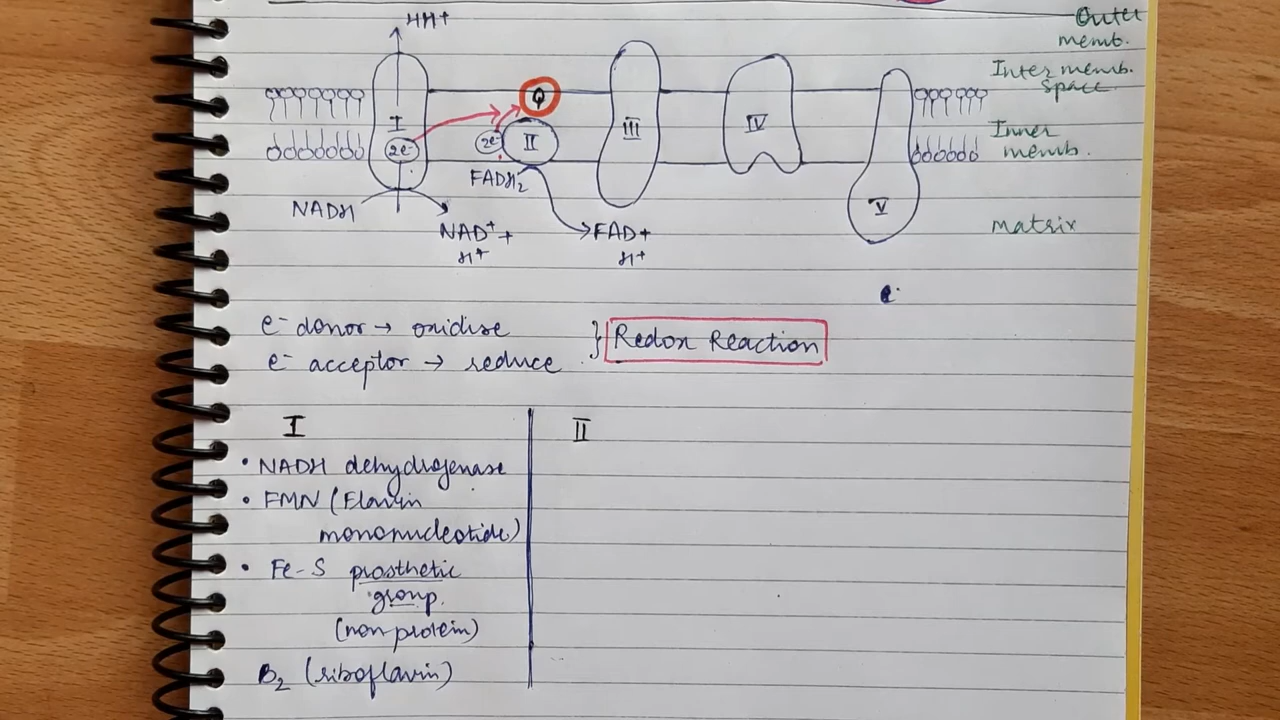 HH+
Outer
memb.
Inter memb.
space
Q
I
2e-
2e-
II
III
IV
Inner
memb.
FADH2
NADH
NAD+ +
H+
FAD+
H+
V
matrix
e- donor → oxidise
e- acceptor → reduce
} Redox Reaction
I
• NADH dehydrogenase
• FMN (Flavin
mononucleotide)
• Fe-S prosthetic
group.
(non protein)
B2 (riboflavin)
II